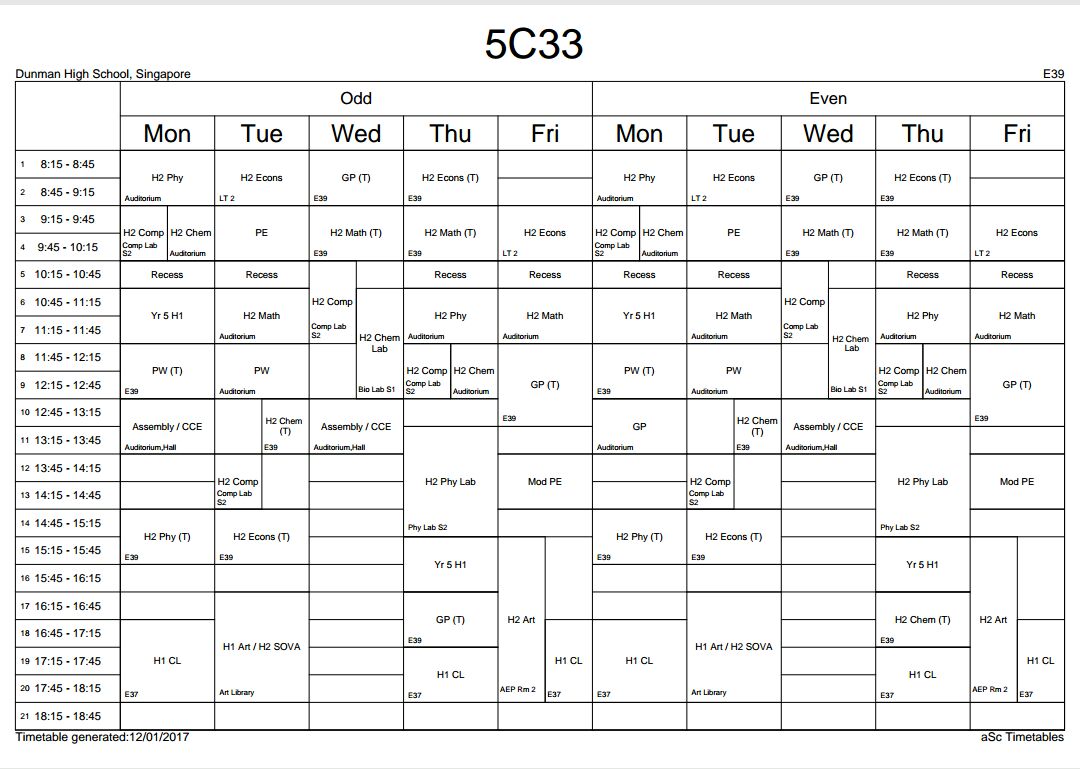 5C33
Dunman High School, Singapore E39
Odd Even
Mon Tue Wed Thu Fri Mon Tue Wed Thu Fri
1 8:15 - 8:45
H2 Phy H2 Econs GP (T) H2 Econs (T) H2 Phy H2 Econs GP (T) H2 Econs (T)
2 8:45 - 9:15
Auditorium LT 2 E39 E39 Auditorium LT 2 E39 E39
3 9:15 - 9:45
H2 Comp H2 Chem PE H2 Math (T) H2 Math (T) H2 Econs H2 Comp H2 Chem PE H2 Math (T) H2 Math (T) H2 Econs
4 9:45 - 10:15
Comp Lab Comp Lab
S2 Auditorium E39 E39 LT 2 S2 Auditorium E39 E39 LT 2
5 10:15 - 10:45 Recess Recess Recess Recess Recess Recess Recess Recess
6 10:45 - 11:15 H2 Comp H2 Comp
Yr 5 H1 H2 Math H2 Phy H2 Math Yr 5 H1 H2 Math H2 Phy H2 Math
7 11:15 - 11:45 Comp Lab Comp Lab
S2 Auditorium Auditorium Auditorium S2 Auditorium Auditorium Auditorium
H2 Chem H2 Chem
Lab Lab
8 11:45 - 12:15
PW (T) PW H2 Comp H2 Chem PW (T) PW H2 Comp H2 Chem
9 12:15 - 12:45 Comp Lab GP (T) Comp Lab GP (T)
E39 Auditorium Bio Lab S1 S2 Auditorium E39 Auditorium Bio Lab S1 S2 Auditorium
10 12:45 - 13:15 E39 E39
Assembly / CCE H2 Chem Assembly / CCE GP H2 Chem Assembly / CCE
(T) (T)
11 13:15 - 13:45
Auditorium,Hall E39 Auditorium,Hall Auditorium E39 Auditorium,Hall
12 13:45 - 14:15
H2 Comp H2 Phy Lab Mod PE H2 Comp H2 Phy Lab Mod PE
13 14:15 - 14:45 Comp Lab Comp Lab
S2 S2
14 14:45 - 15:15 Phy Lab S2 Phy Lab S2
H2 Phy (T) H2 Econs (T) H2 Phy (T) H2 Econs (T)
15 15:15 - 15:45
E39 E39 E39 E39
Yr 5 H1 Yr 5 H1
16 15:45 - 16:15
17 16:15 - 16:45
GP (T) H2 Art H2 Chem (T) H2 Art
18 16:45 - 17:15
E39 E39
H1 Art / H2 SOVA H1 Art / H2 SOVA
19 17:15 - 17:45 H1 CL H1 CL H1 CL H1 CL
H1 CL H1 CL
20 17:45 - 18:15
E37 Art Library E37 AEP Rm 2 E37 E37 Art Library E37 AEP Rm 2 E37
21 18:15 - 18:45
Timetable generated:12/01/2017 aSc Timetables